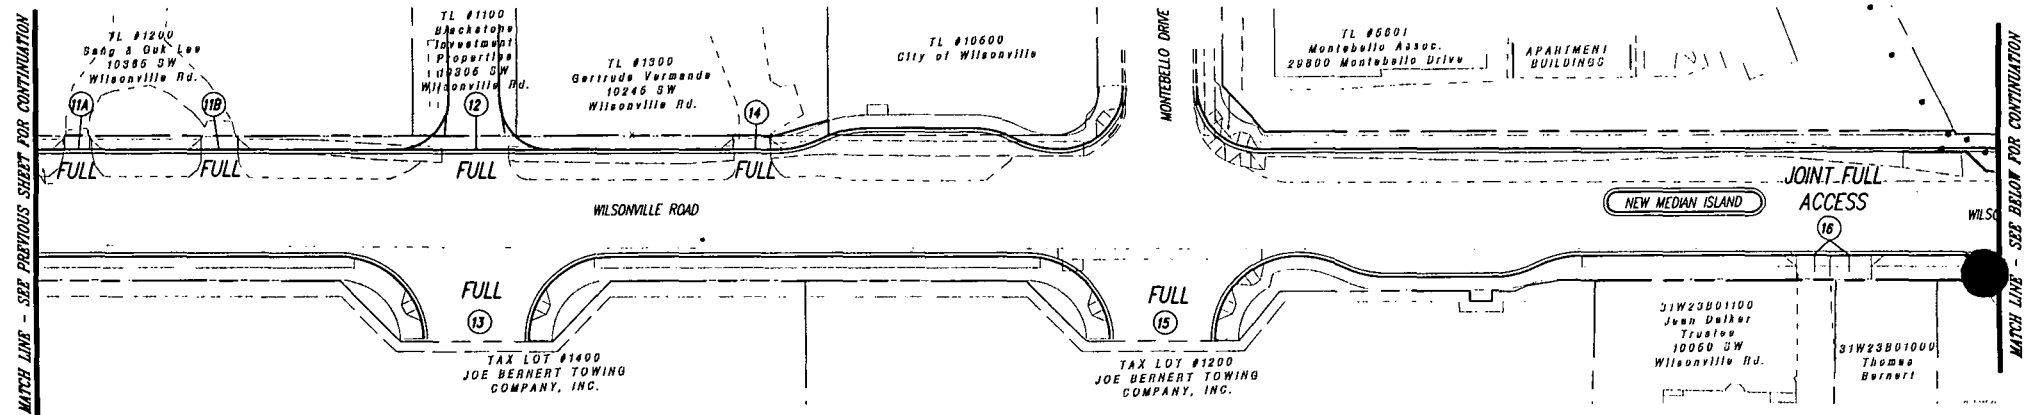 MATCH LINE - SEE PREVIOUS SHEET FOR CONTINUATION
TL #1200
Sang & Guk Lee
10365 SW
Wilsonville Rd.
11A
FULL
11B
FULL
TL #1100
Blackstone
Investment
Properties
10305 SW
Wilsonville Rd.
12
FULL
TL #1300
Gertrude Vermande
10245 SW
Wilsonville Rd.
14
FULL
TL #10600
City of Wilsonville
MONTEBELLO DRIVE
TL #5001
Montebello Assoc.
29800 Montebello Drive
APARTMENT
BUILDINGS
WILSONVILLE ROAD
NEW MEDIAN ISLAND
JOINT FULL
ACCESS
16
WILSO
FULL
13
TAX LOT #1400
JOE BERNERT TOWING
COMPANY, INC.
FULL
15
TAX LOT #1200
JOE BERNERT TOWING
COMPANY, INC.
31W23B01100
Jean Dalker
Trustee
10050 SW
Wilsonville Rd.
31W23B01000
Thomas
Bernert
MATCH LINE - SEE BELOW FOR CONTINUATION